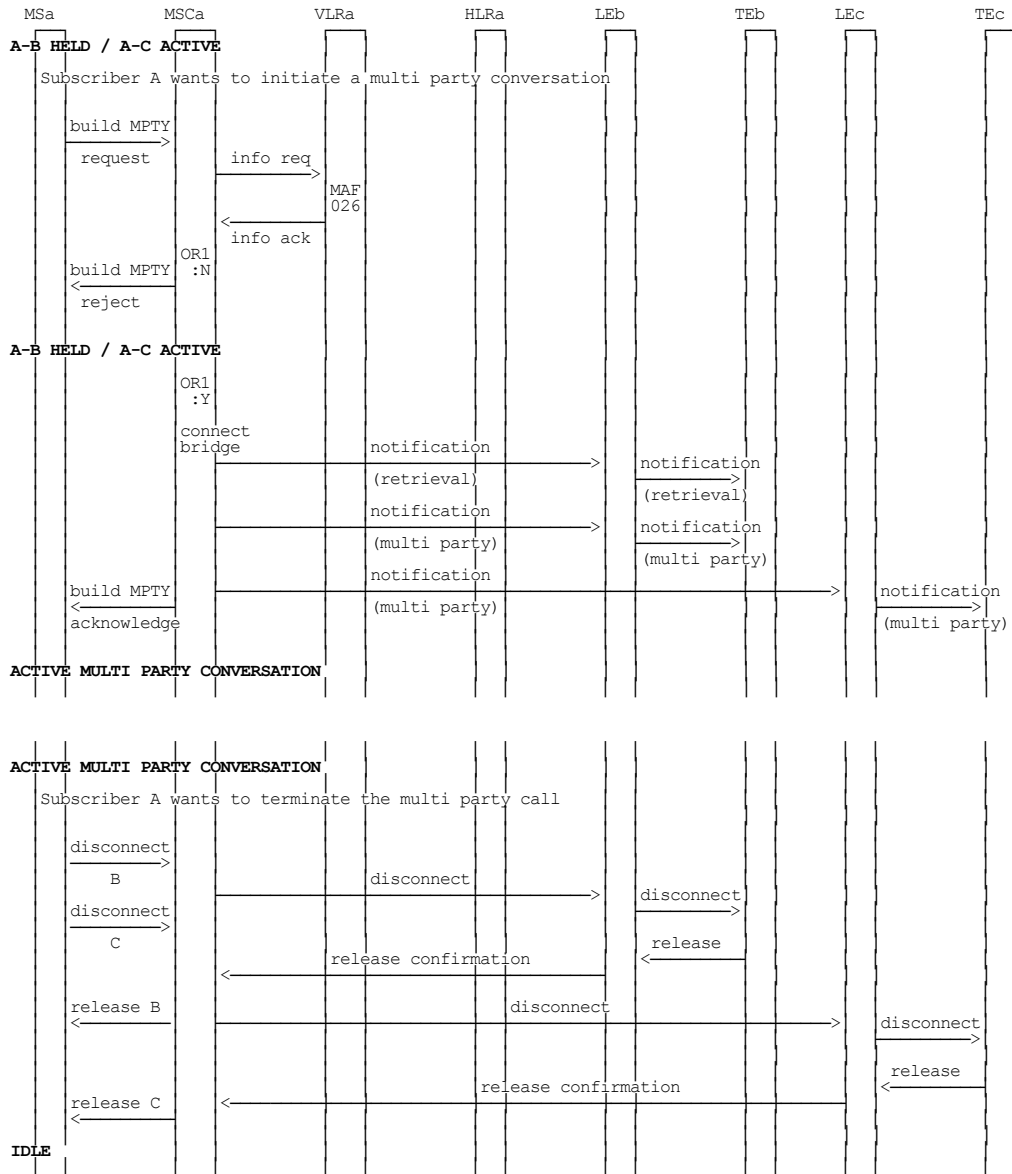 MSa MSCa VLRa HLRa LEb TEb LEc TEc
A-B HELD / A-C ACTIVE
Subscriber A wants to initiate a multi party conversation
build MPTY
request info req
MAF
026
info ack
OR1
build MPTY :N
reject
A-B HELD / A-C ACTIVE
OR1
:Y
connect
bridge notification
notification
(retrieval)
(retrieval)
notification
notification
(multi party)
(multi party)
notification
build MPTY notification
(multi party)
acknowledge (multi party)
ACTIVE MULTI PARTY CONVERSATION
ACTIVE MULTI PARTY CONVERSATION
Subscriber A wants to terminate the multi party call
disconnect
B disconnect
disconnect
disconnect
C release
release confirmation
release B disconnect
disconnect
release
release confirmation
release C
IDLE